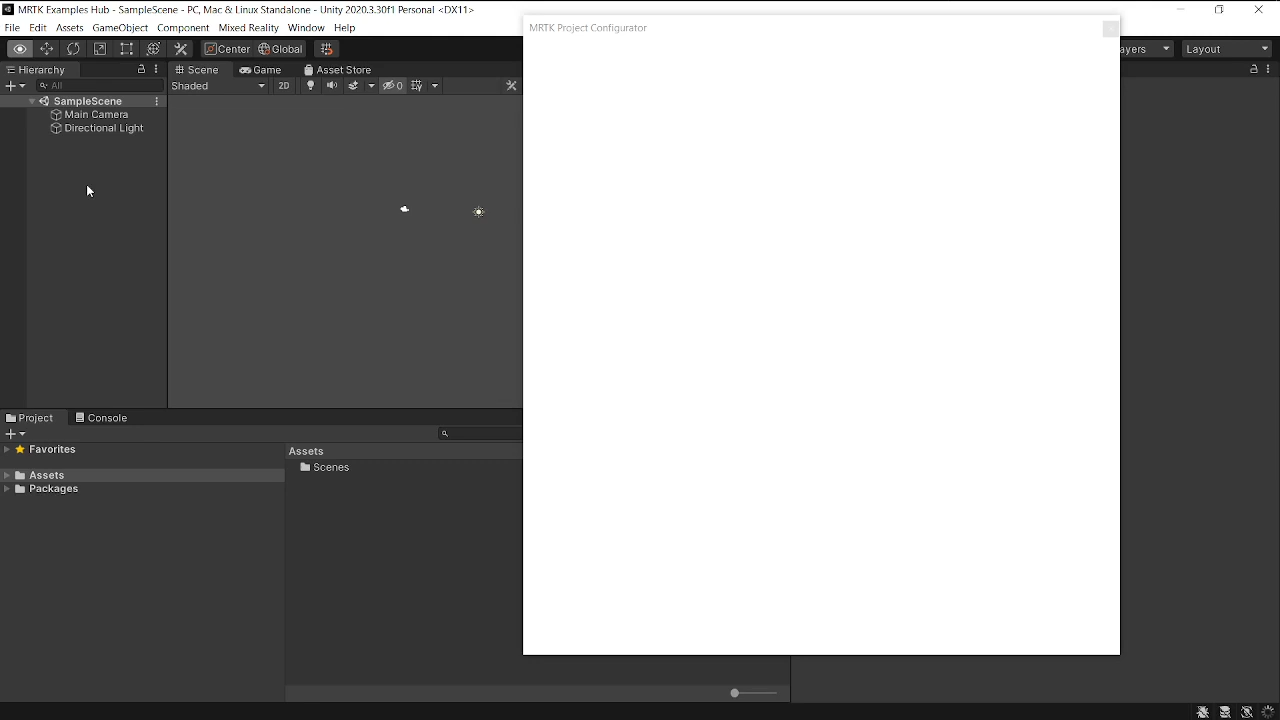 MRTK Examples Hub - SampleScene - PC, Mac & Linux Standalone - Unity 2020.3.30f1 Personal <DX11>
File Edit Assets GameObject Component Mixed Reality Window Help
MRTK Project Configurator
Center Global
ayers Layout
Hierarchy
Scene Game Asset Store
All
Shaded 2D 0
SampleScene
Main Camera
Directional Light
Project Console
Favorites
Assets
Packages
Assets
Scenes